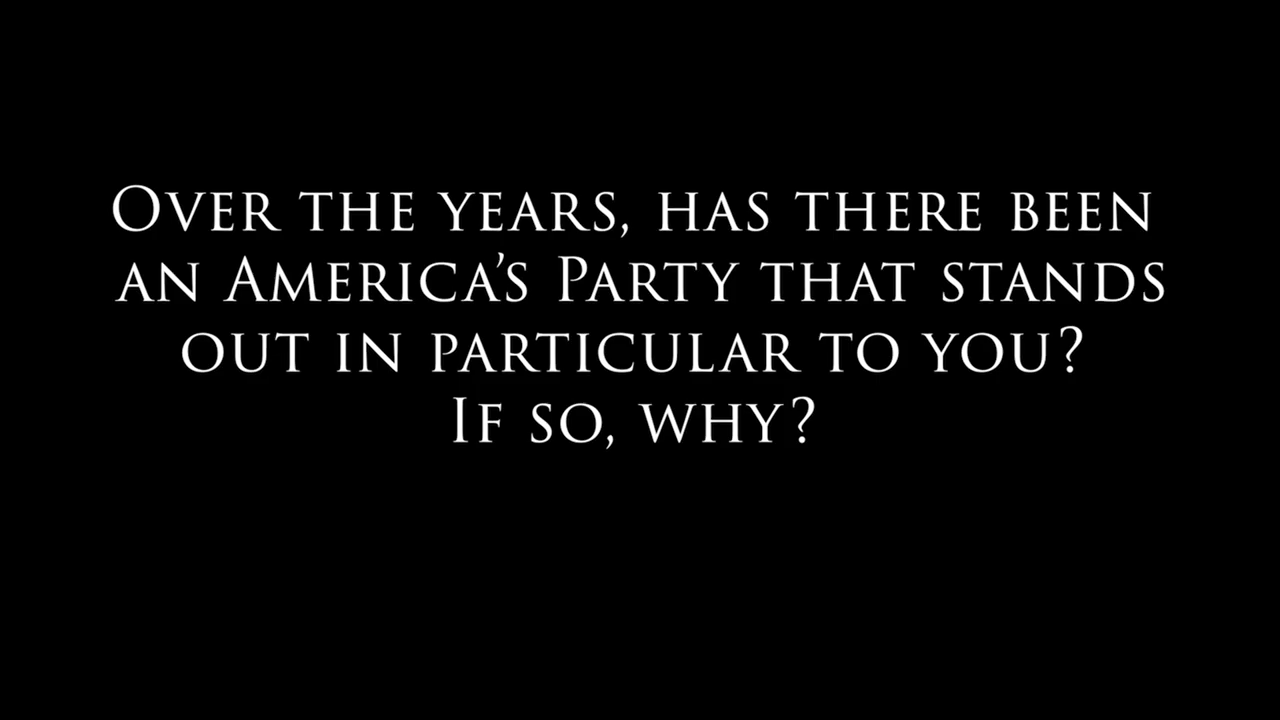 Over the years, has there been
an America’s Party that stands
out in particular to you?
If so, why?